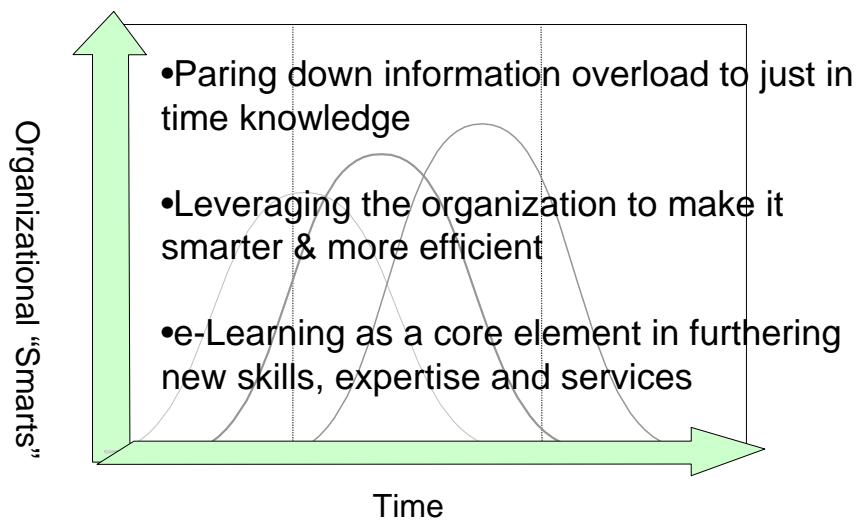 •Paring down information overload to just in
time knowledge
•Leveraging the organization to make it
smarter & more efficient
•e-Learning as a core element in furthering
new skills, expertise and services
Organizational “Smarts”
Time